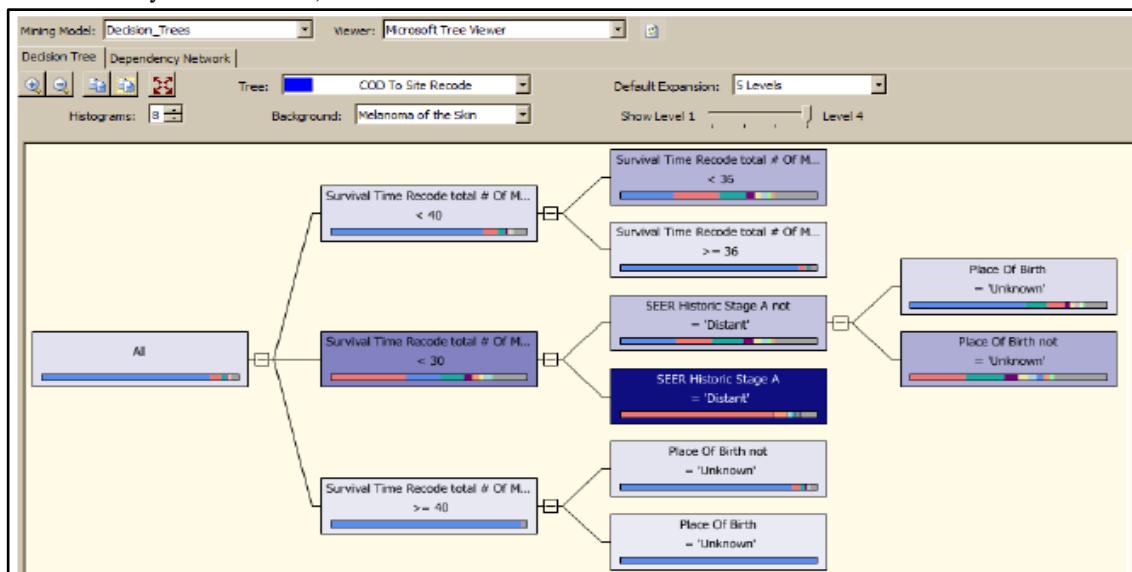 Mining Model: Decision_Trees Viewer: Microsoft Tree Viewer
Decision Tree Dependency Network
Tree: COD To Site Recode Default Expansion: 5 Levels
Histograms: 8 Background: Melanoma of the Skin Show Level 1 Level 4
All
Survival Time Recode total # Of M...
< 40
Survival Time Recode total # Of M...
< 30
Survival Time Recode total # Of M...
>= 40
Survival Time Recode total # Of M...
< 36
Survival Time Recode total # Of M...
>= 36
SEER Historic Stage A not
= 'Distant'
SEER Historic Stage A
= 'Distant'
Place Of Birth not
= 'Unknown'
Place Of Birth
= 'Unknown'
Place Of Birth
= 'Unknown'
Place Of Birth not
= 'Unknown'